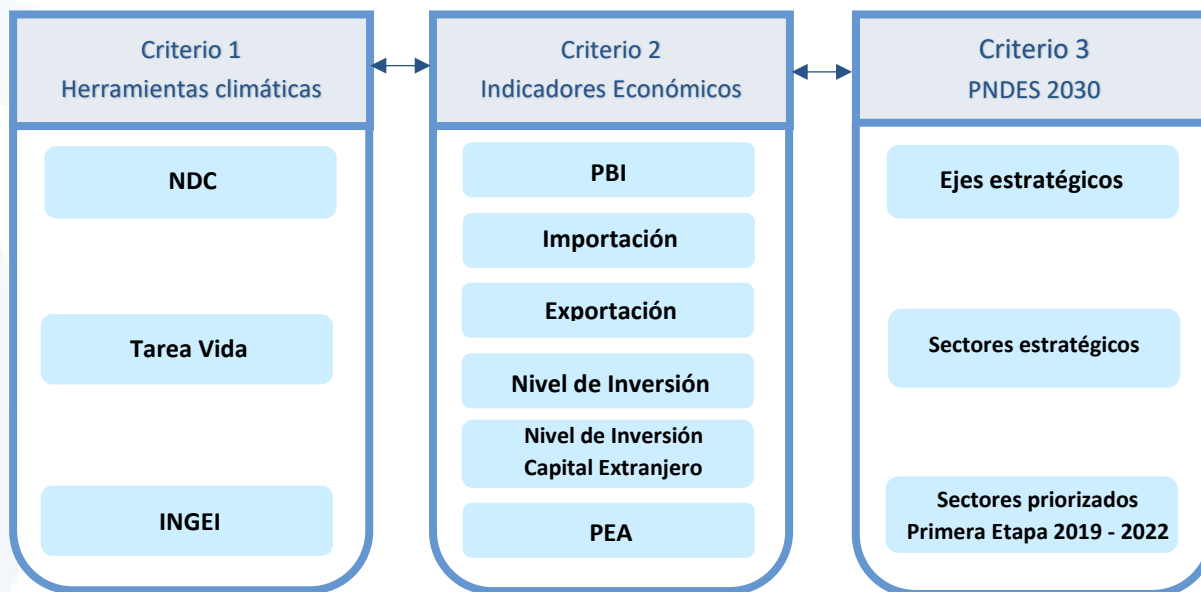 Criterio 1
Herramientas climáticas
NDC
Tarea Vida
INGEI
Criterio 2
Indicadores Económicos
PBI
Importación
Exportación
Nivel de Inversión
Nivel de Inversión
Capital Extranjero
PEA
Criterio 3
PNDES 2030
Ejes estratégicos
Sectores estratégicos
Sectores priorizados
Primera Etapa 2019 - 2022